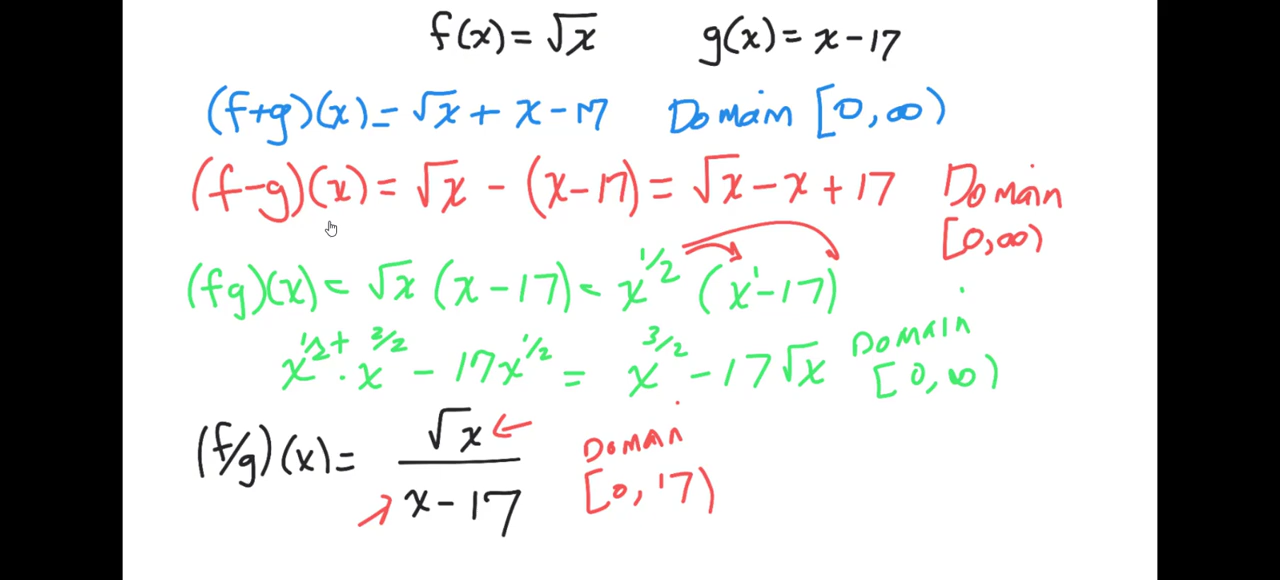 f(x) = √x g(x) = x - 17
(f+g)(x) = √x + x - 17 Domain [0, ∞)
(f-g)(x) = √x - (x-17) = √x - x + 17 Domain
[0, ∞)
(fg)(x) = √x (x - 17) = x^1/2 (x^1 - 17)
x^1/2 + · x^2/2 - 17x^1/2 = x^3/2 - 17√x DOMAIN
[0, ∞)
(f/g)(x) = √x / x - 17 DOMAN
[0, 17)